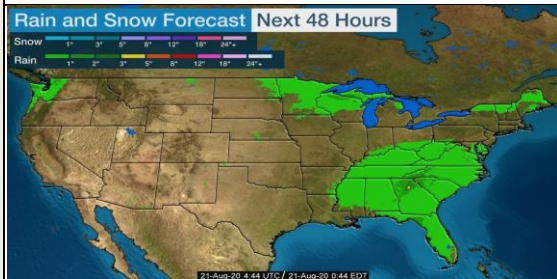 Rain and Snow Forecast Next 48 Hours
Snow
1" 3" 5" 8" 12" 18" 24"+
Rain
1" 2" 3" 5" 8" 12" 18" 24"+
21-Aug-20 4:44 UTC / 21-Aug-20 0:44 EDT